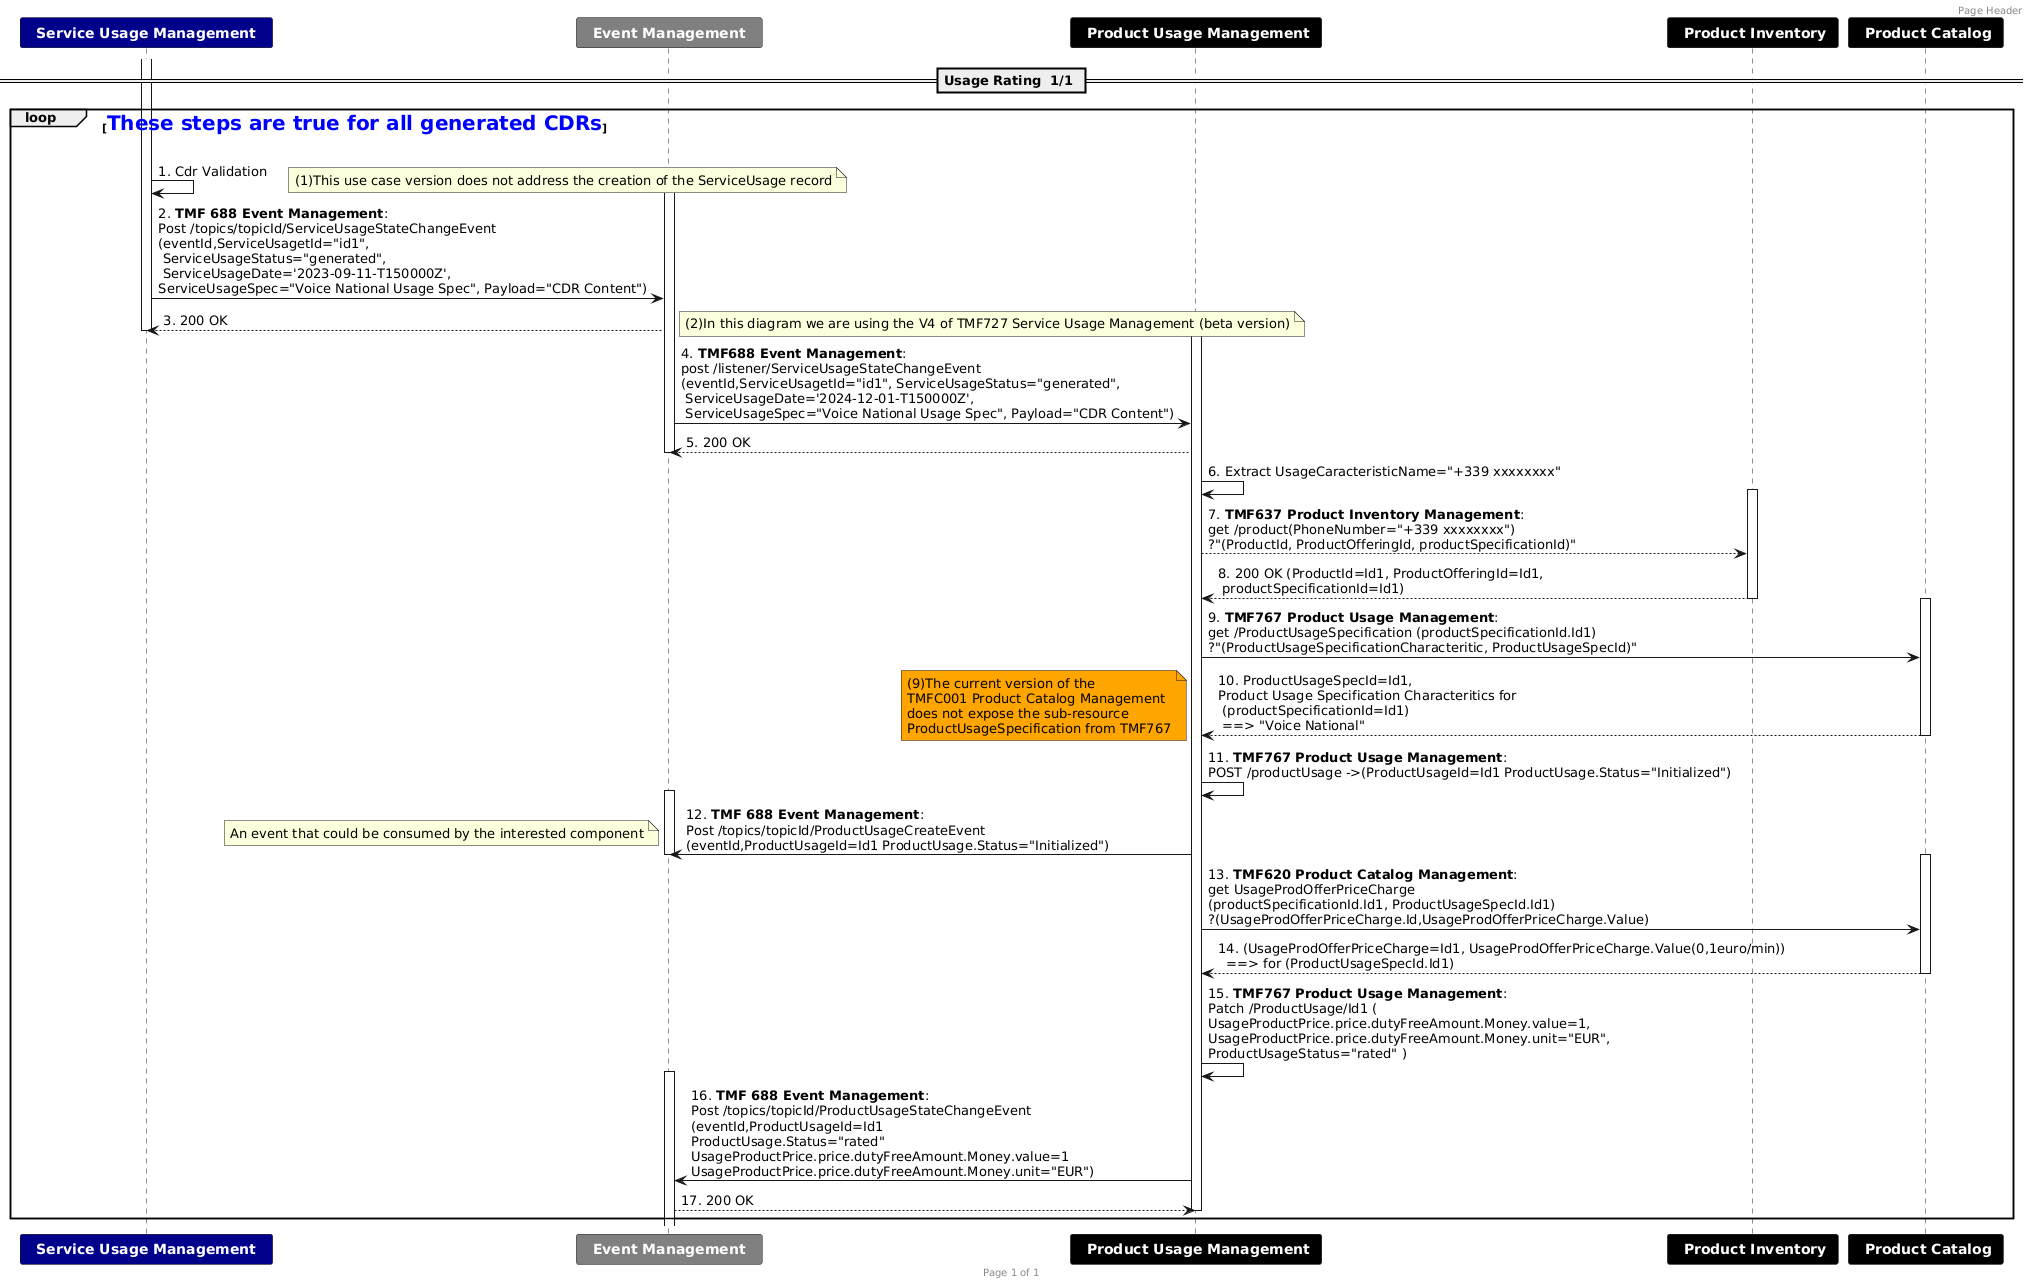 Page Header
Service Usage Management
Event Management
Product Usage Management
Product Inventory
Product Catalog
Usage Rating  1/1
loop
[These steps are true for all generated CDRs]
1. Cdr Validation
(1)This use case version does not address the creation of the ServiceUsage record
2. TMF 688 Event Management:
Post /topics/topicId/ServiceUsageStateChangeEvent
(eventId,ServiceUsagetId="id1",
ServiceUsageStatus="generated",
ServiceUsageDate='2023-09-11-T150000Z',
ServiceUsageSpec="Voice National Usage Spec", Payload="CDR Content")
3. 200 OK
(2)In this diagram we are using the V4 of TMF727 Service Usage Management (beta version)
4. TMF688 Event Management:
post /listener/ServiceUsageStateChangeEvent
(eventId,ServiceUsagetId="id1", ServiceUsageStatus="generated",
ServiceUsageDate='2024-12-01-T150000Z',
ServiceUsageSpec="Voice National Usage Spec", Payload="CDR Content")
5. 200 OK
6. Extract UsageCaracteristicName="+339 xxxxxxxx"
7. TMF637 Product Inventory Management:
get /product(PhoneNumber="+339 xxxxxxxx")
?"(ProductId, ProductOfferingId, productSpecificationId)"
8. 200 OK (ProductId=Id1, ProductOfferingId=Id1,
productSpecificationId=Id1)
9. TMF767 Product Usage Management:
get /ProductUsageSpecification (productSpecificationId.Id1)
?"(ProductUsageSpecificationCharacteritic, ProductUsageSpecId)"
(9)The current version of the
TMFC001 Product Catalog Management
does not expose the sub-resource
ProductUsageSpecification from TMF767
10. ProductUsageSpecId=Id1,
Product Usage Specification Characteritics for
(productSpecificationId=Id1)
==> "Voice National"
11. TMF767 Product Usage Management:
POST /productUsage ->(ProductUsageId=Id1 ProductUsage.Status="Initialized")
12. TMF 688 Event Management:
Post /topics/topicId/ProductUsageCreateEvent
(eventId,ProductUsageId=Id1 ProductUsage.Status="Initialized")
An event that could be consumed by the interested component
13. TMF620 Product Catalog Management:
get UsageProdOfferPriceCharge
(productSpecificationId.Id1, ProductUsageSpecId.Id1)
?(UsageProdOfferPriceCharge.Id,UsageProdOfferPriceCharge.Value)
14. (UsageProdOfferPriceCharge=Id1, UsageProdOfferPriceCharge.Value(0,1euro/min))
==> for (ProductUsageSpecId.Id1)
15. TMF767 Product Usage Management:
Patch /ProductUsage/Id1 (
UsageProductPrice.price.dutyFreeAmount.Money.value=1,
UsageProductPrice.price.dutyFreeAmount.Money.unit="EUR",
ProductUsageStatus="rated" )
16. TMF 688 Event Management:
Post /topics/topicId/ProductUsageStateChangeEvent
(eventId,ProductUsageId=Id1
ProductUsage.Status="rated"
UsageProductPrice.price.dutyFreeAmount.Money.value=1
UsageProductPrice.price.dutyFreeAmount.Money.unit="EUR")
17. 200 OK
Service Usage Management
Event Management
Product Usage Management
Product Inventory
Product Catalog
Page 1 of 1